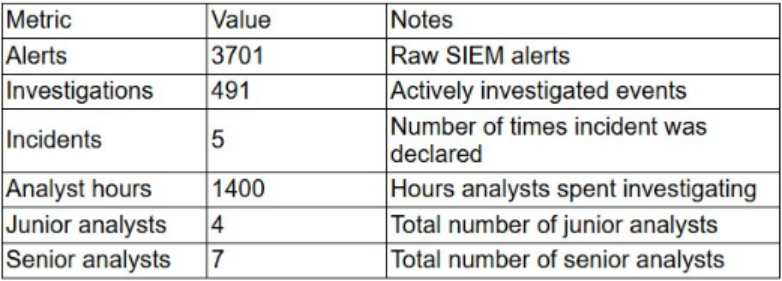 Metric Value Notes
Alerts 3701 Raw SIEM alerts
Investigations 491 Actively investigated events
Incidents 5 Number of times incident was
declared
Analyst hours 1400 Hours analysts spent investigating
Junior analysts 4 Total number of junior analysts
Senior analysts 7 Total number of senior analysts